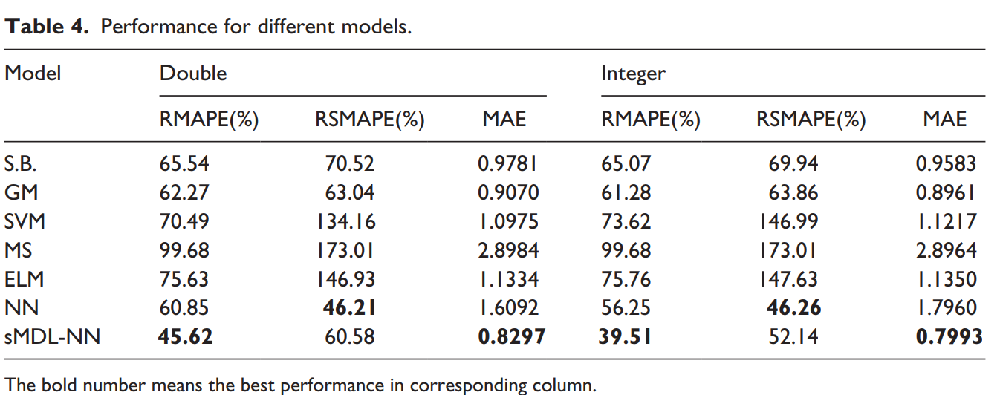 Table 4. Performance for different models.
Model Double Integer
RMAPE(%) RSMAPE(%) MAE RMAPE(%) RSMAPE(%) MAE
S.B. 65.54 70.52 0.9781 65.07 69.94 0.9583
GM 62.27 63.04 0.9070 61.28 63.86 0.8961
SVM 70.49 134.16 1.0975 73.62 146.99 1.1217
MS 99.68 173.01 2.8984 99.68 173.01 2.8964
ELM 75.63 146.93 1.1334 75.76 147.63 1.1350
NN 60.85 46.21 1.6092 56.25 46.26 1.7960
sMDL-NN 45.62 60.58 0.8297 39.51 52.14 0.7993
The bold number means the best performance in corresponding column.